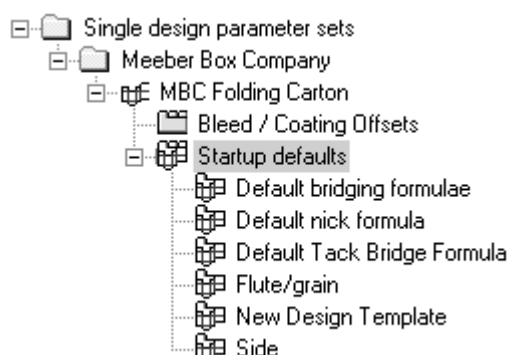 Single design parameter sets
Meeber Box Company
MBC Folding Carton
Bleed / Coating Offsets
Startup defaults
Default bridging formulae
Default nick formula
Default Tack Bridge Formula
Flute/grain
New Design Template
Side